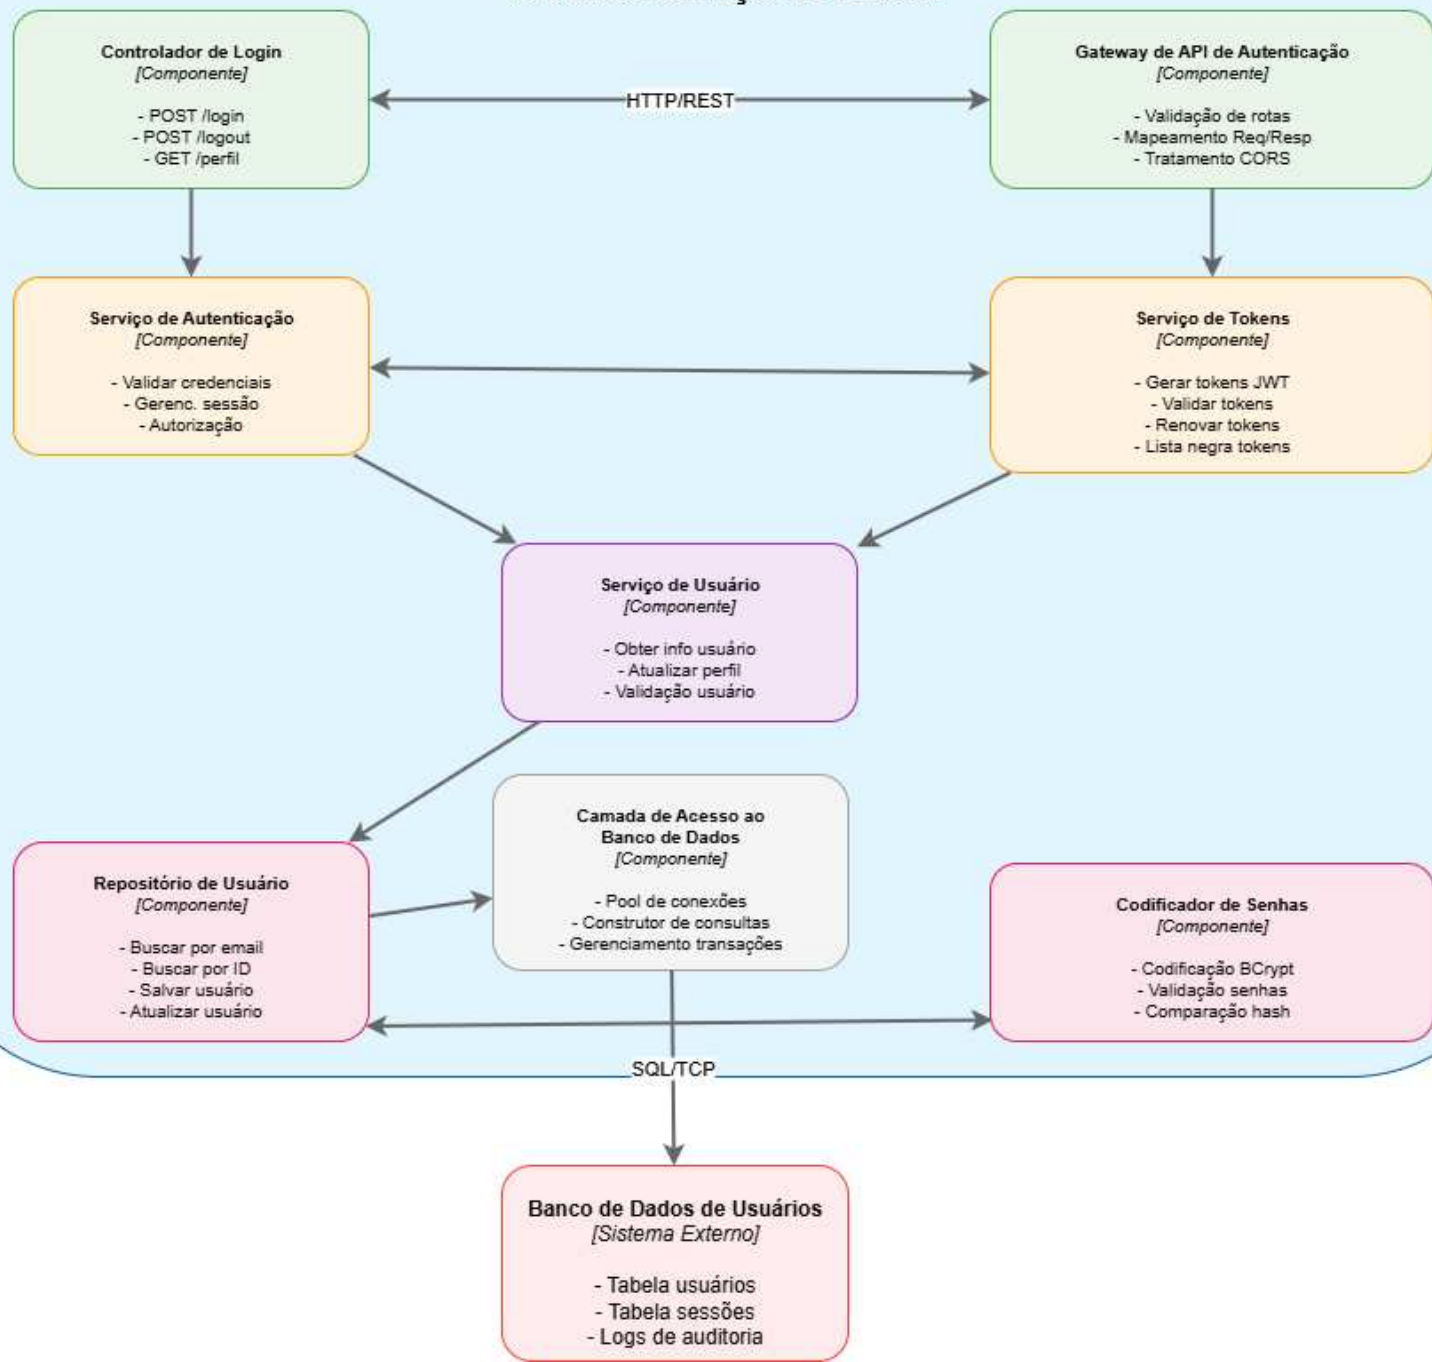 Controlador de Login
[Componente]
- POST /login
- POST /logout
- GET /perfil
HTTP/REST
Gateway de API de Autenticação
[Componente]
- Validação de rotas
- Mapeamento Req/Resp
- Tratamento CORS
Serviço de Autenticação
[Componente]
- Validar credenciais
- Gerenc. sessão
- Autorização
Serviço de Tokens
[Componente]
- Gerar tokens JWT
- Validar tokens
- Renovar tokens
- Lista negra tokens
Serviço de Usuário
[Componente]
- Obter info usuário
- Atualizar perfil
- Validação usuário
Camada de Acesso ao
Banco de Dados
[Componente]
- Pool de conexões
- Construtor de consultas
- Gerenciamento transações
Repositório de Usuário
[Componente]
- Buscar por email
- Buscar por ID
- Salvar usuário
- Atualizar usuário
Codificador de Senhas
[Componente]
- Codificação BCrypt
- Validação senhas
- Comparação hash
SQL/TCP
Banco de Dados de Usuários
[Sistema Externo]
- Tabela usuários
- Tabela sessões
- Logs de auditoria